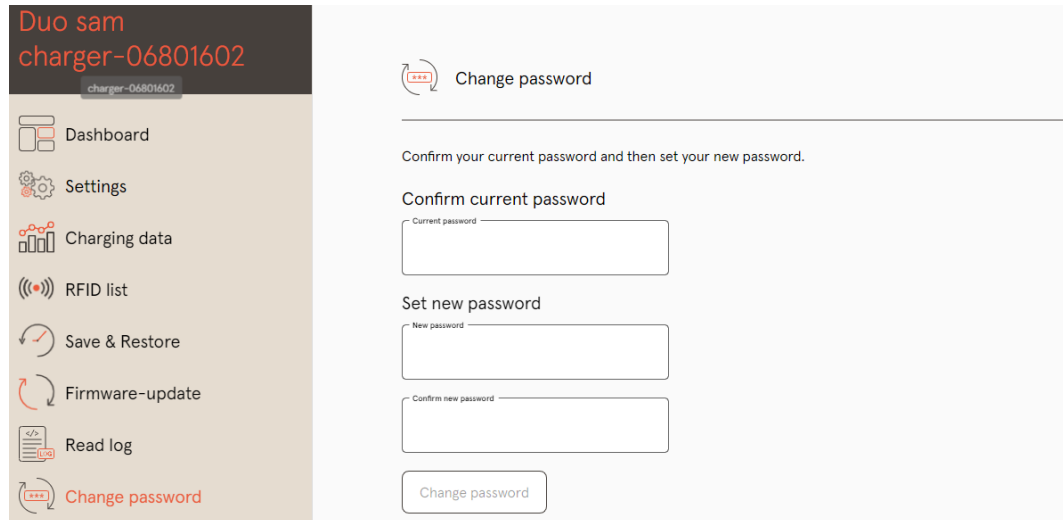 Duo sam
charger-06801602
charger-06801602
Dashboard
Settings
Charging data
RFID list
Save & Restore
Firmware-update
</>
LOG
Read log
***
Change password
***
Change password
Confirm your current password and then set your new password.
Confirm current password
Current password
Set new password
New password
Confirm new password
Change password